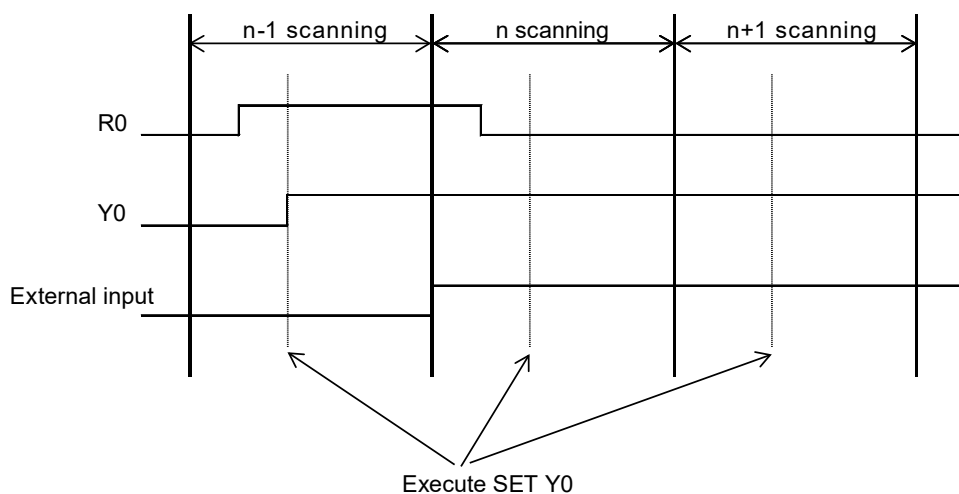 n-1 scanning
n scanning
n+1 scanning
R0
Y0
External input
Execute SET Y0